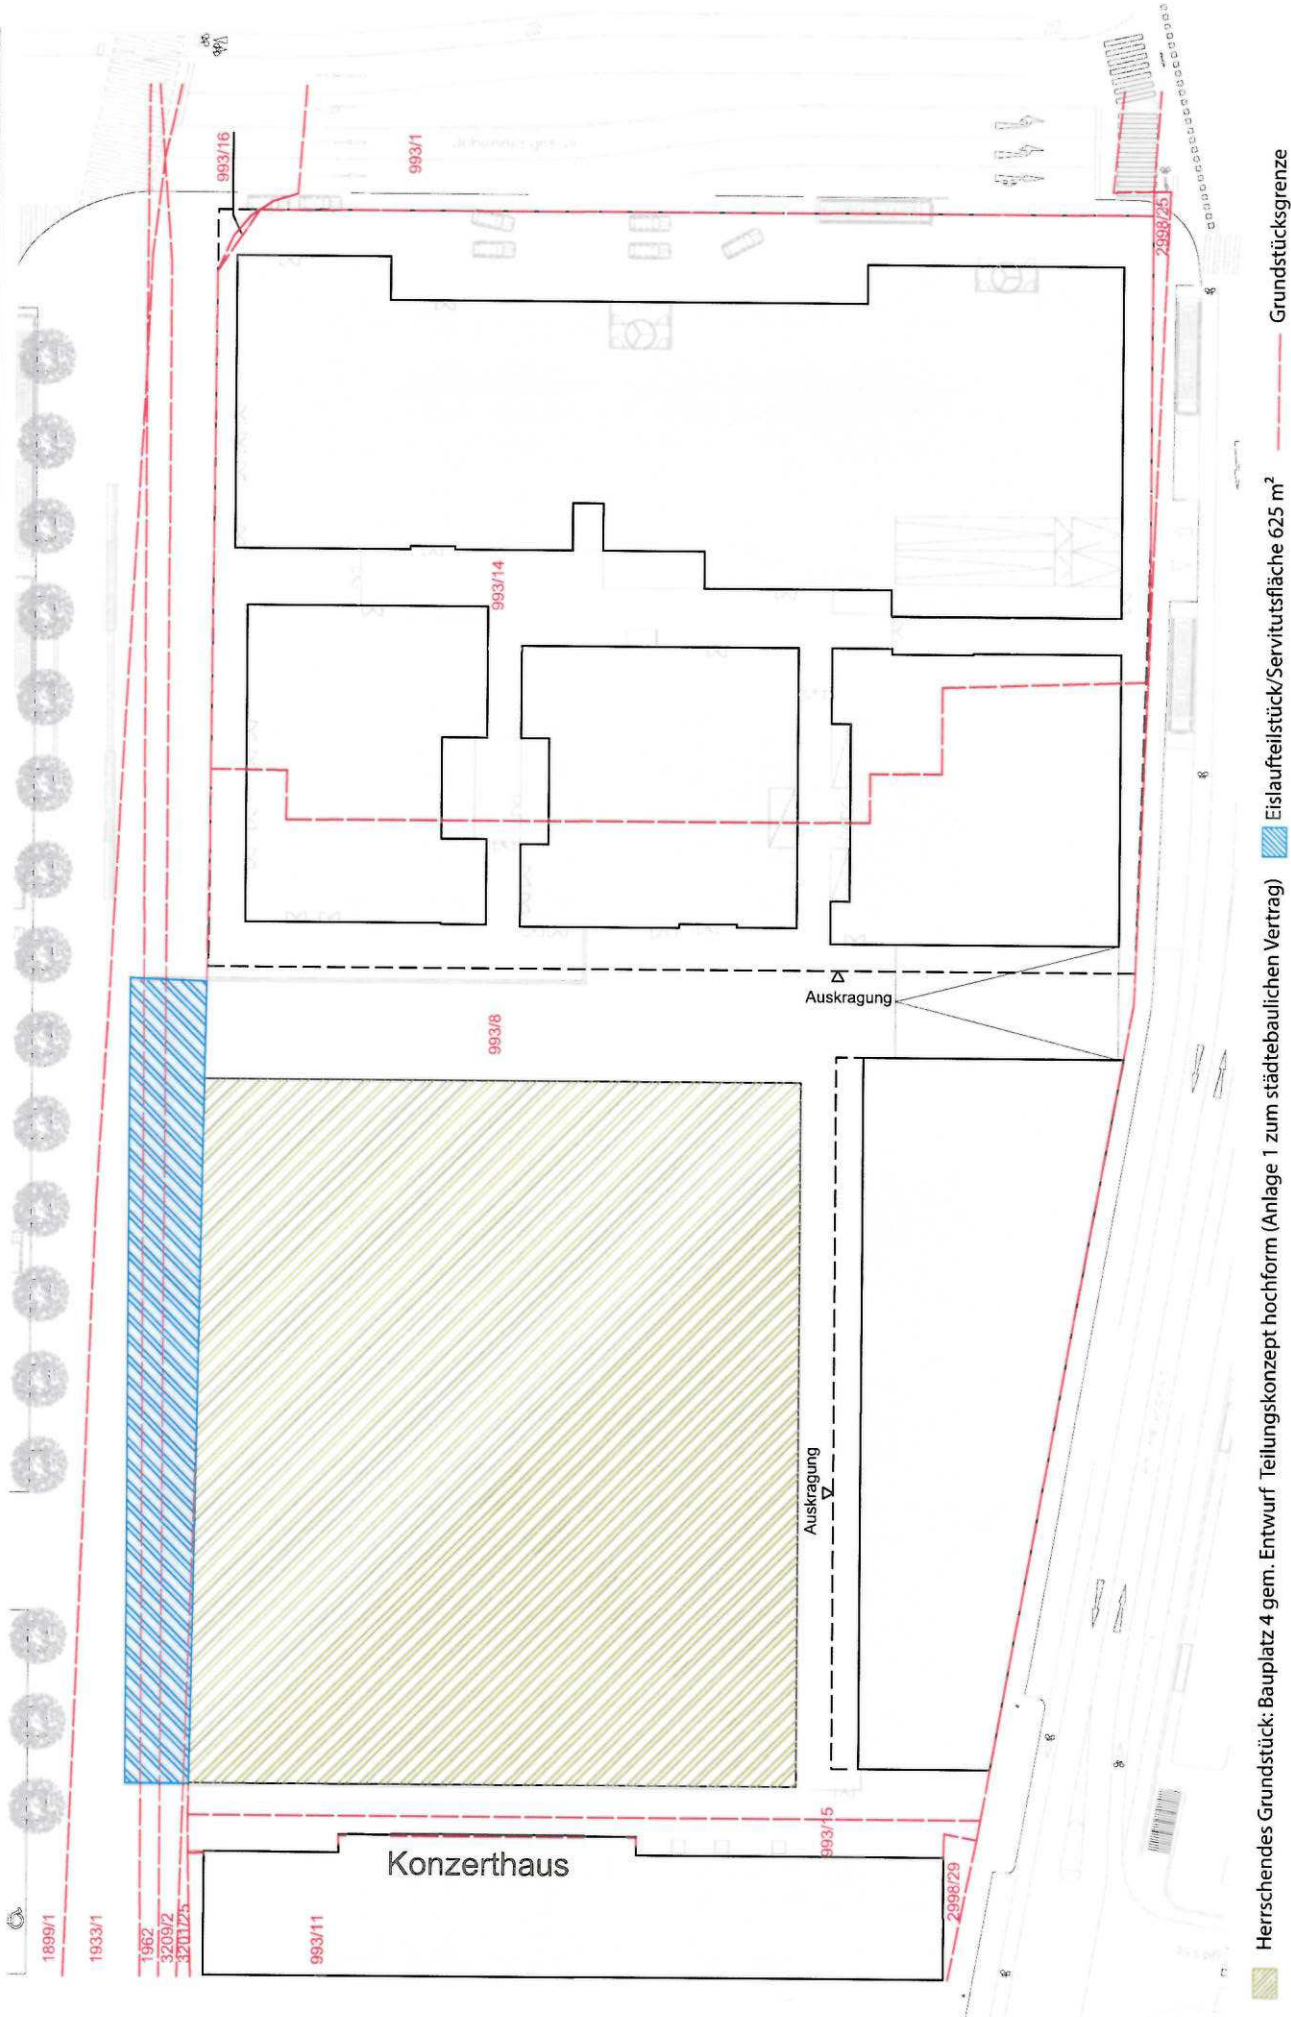 993/16
993/1
2998/25
993/14
993/8
Auskragung
Auskragung
993/15
2998/29
Konzerthaus
993/11
1899/1
1933/1
1962
3209/2
3201/25
Herrschendes Grundstück: Bauplatz 4 gem. Entwurf Teilungskonzept hochform (Anlage 1 zum städtebaulichen Vertrag)
Eislaufteilstück/Servitutsfläche 625 m²
Grundstücksgrenze